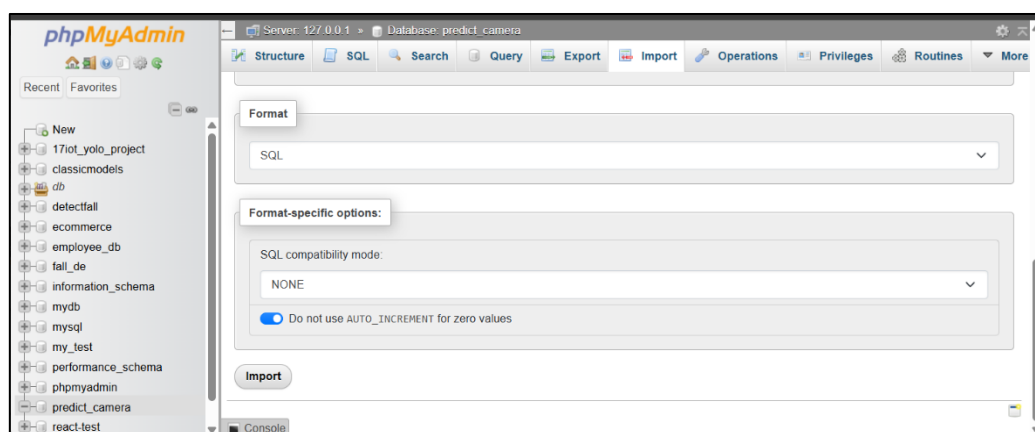 phpMyAdmin
Recent Favorites
New
17iot_yolo_project
classicmodels
db
detectfall
ecommerce
employee_db
fall_de
information_schema
mydb
mysql
my_test
performance_schema
phpmyadmin
predict_camera
react-test
Server: 127.0.0.1 » Database: predict_camera
Structure SQL Search Query Export Import Operations Privileges Routines More
Format
SQL
Format-specific options:
SQL compatibility mode:
NONE
Do not use AUTO_INCREMENT for zero values
Import
Console